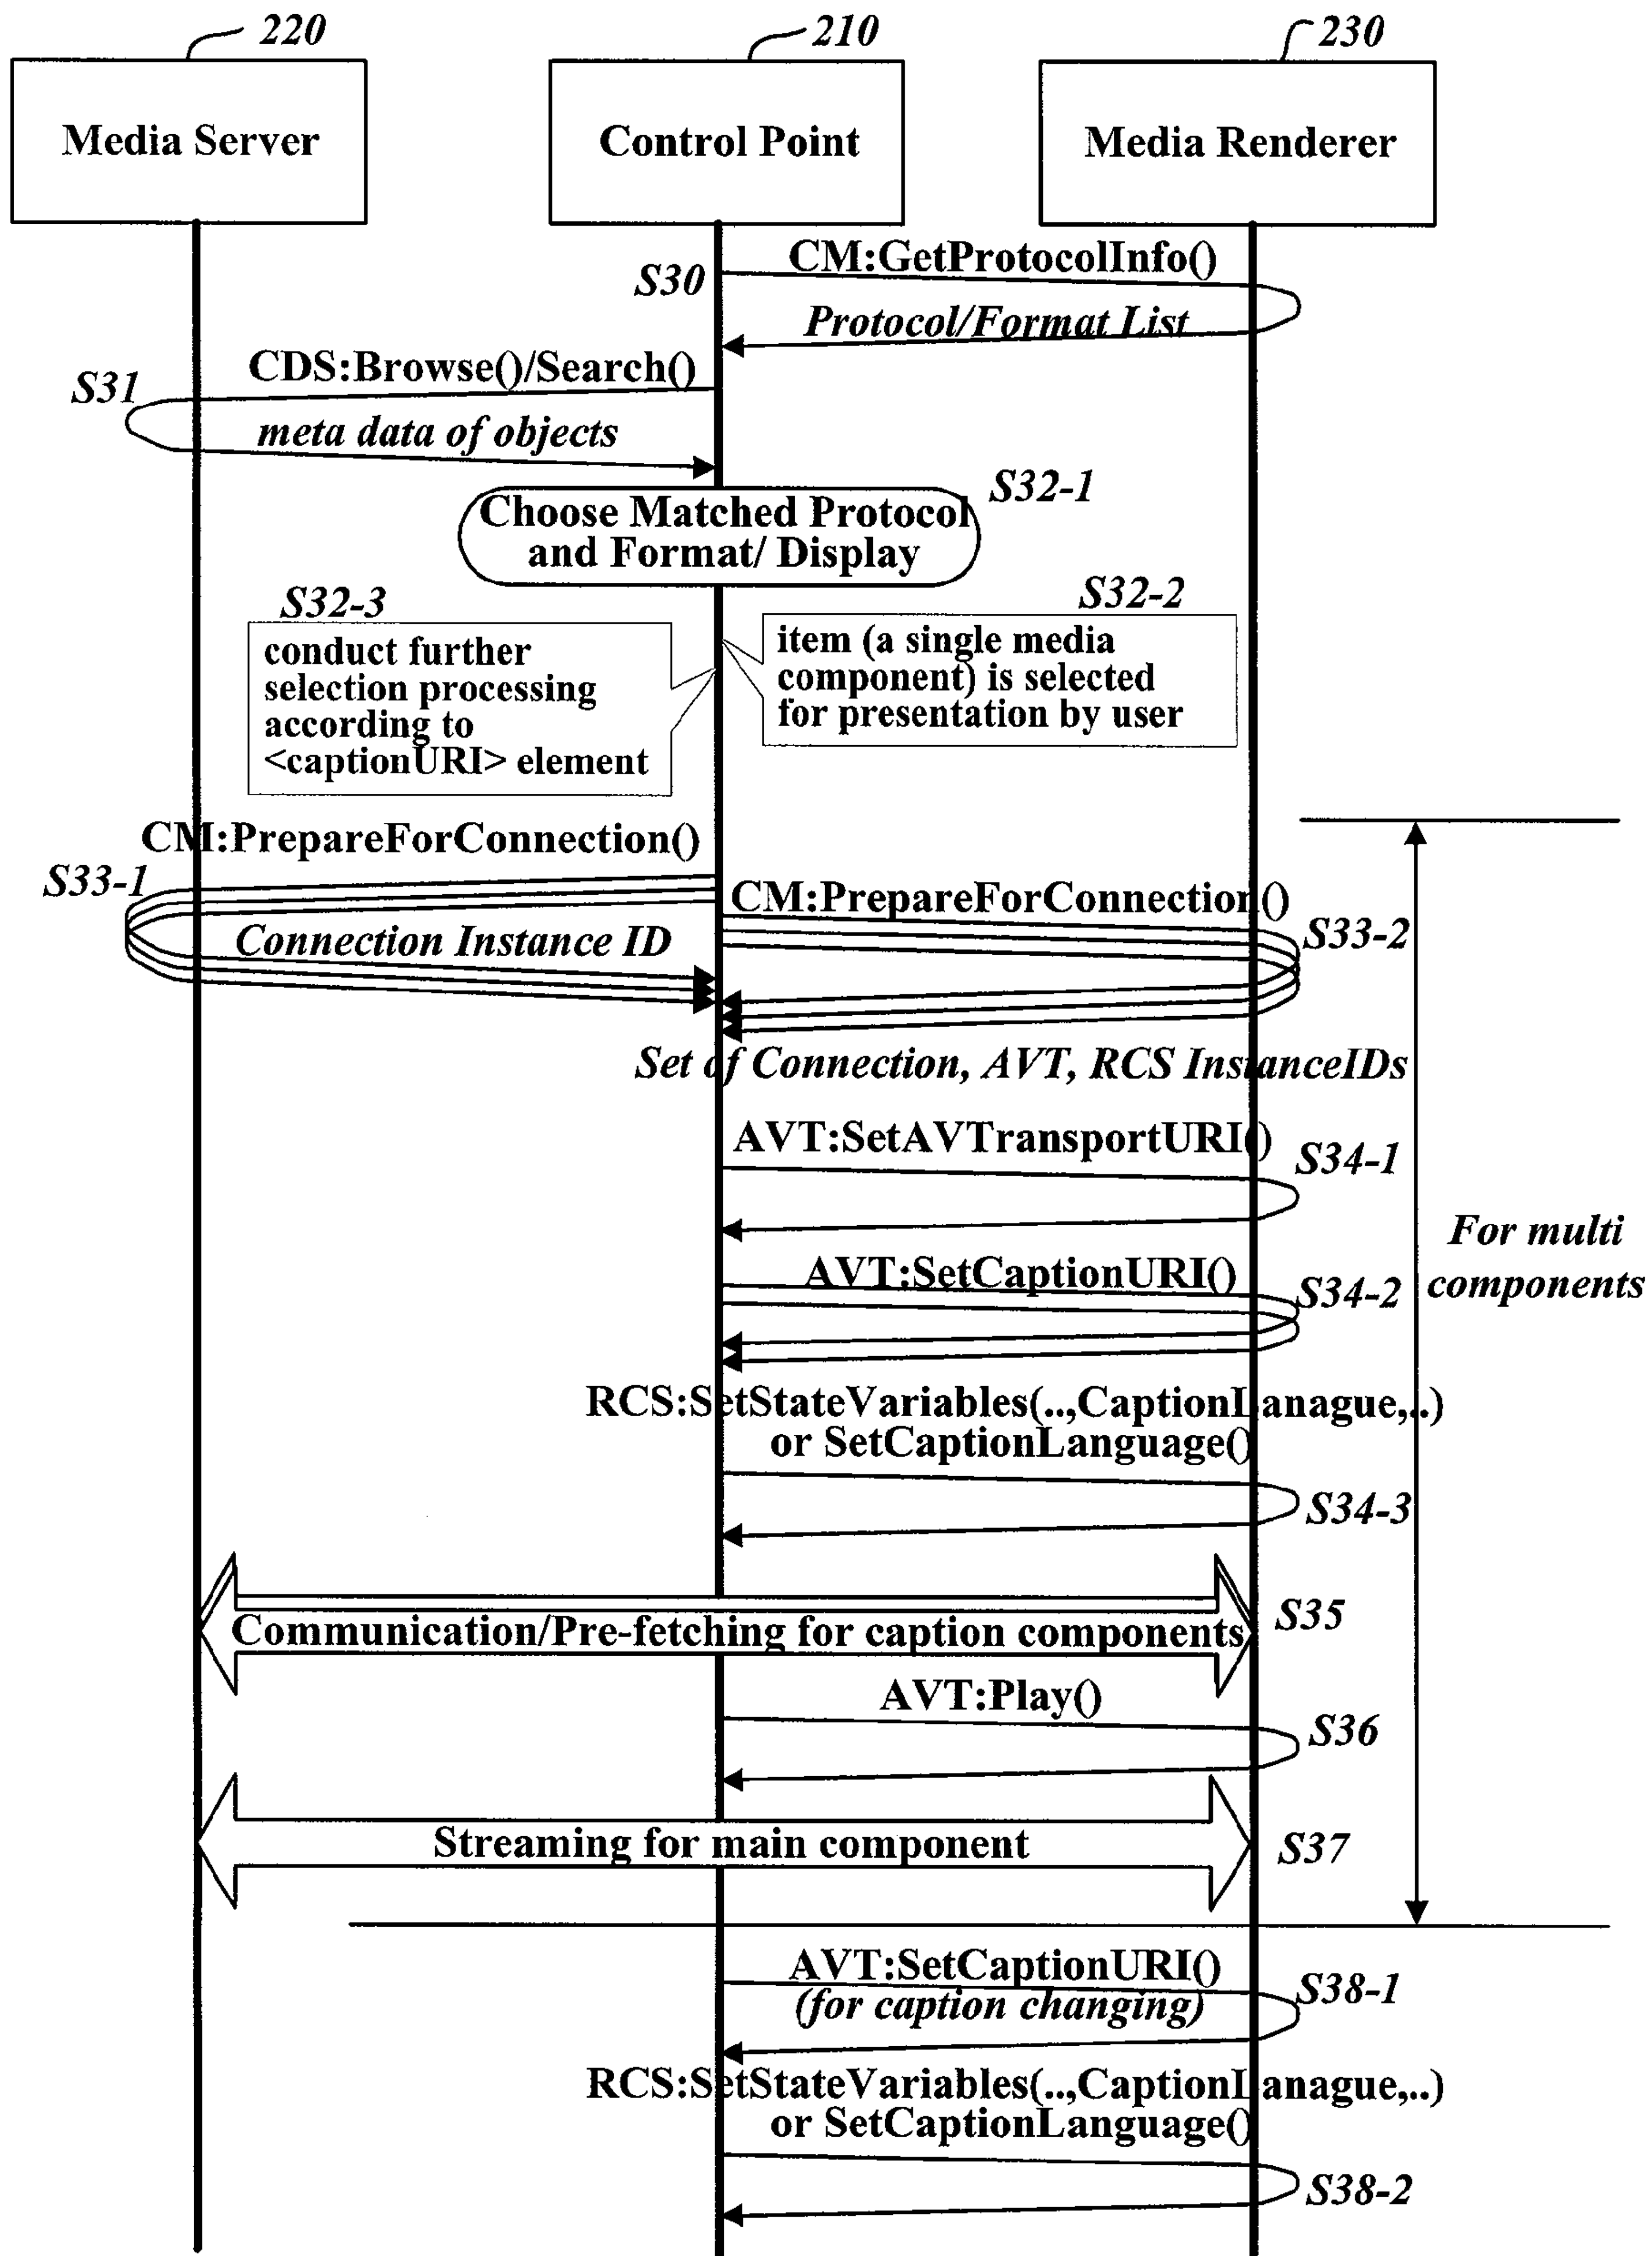 220
210
230
Media Server
Control Point
Media Renderer
CM:GetProtocolInfo()
S30
Protocol/Format List
CDS:Browse()/Search()
S31
meta data of objects
S32-1
Choose Matched Protocol
and Format/ Display
S32-3
S32-2
conduct further
selection processing
according to
<captionURI> element
item (a single media
component) is selected
for presentation by user
CM:PrepareForConnection()
S33-1
CM:PrepareForConnection()
S33-2
Connection Instance ID
Set of Connection, AVT, RCS InstanceIDs
AVT:SetAVTransportURI()
S34-1
For multi
components
AVT:SetCaptionURI()
S34-2
RCS:SetStateVariables(..,CaptionLanague,..)
or SetCaptionLanguage()
S34-3
S35
Communication/Pre-fetching for caption components
AVT:Play()
S36
Streaming for main component
S37
AVT:SetCaptionURI()
(for caption changing)
S38-1
RCS:SetStateVariables(..,CaptionLanague,..)
or SetCaptionLanguage()
S38-2